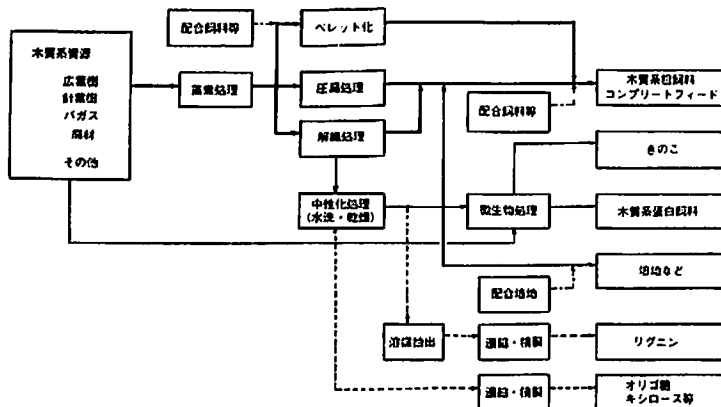 木質系資源
広葉樹
針葉樹
バガス
廃材
その他
配合飼料等
蒸煮処理
ペレット化
圧扁処理
解繊処理
中性化処理
(水洗・乾燥)
配合飼料等
微生物処理
配合培地
溶媒抽出
濃縮・精製
濃縮・精製
木質系粗飼料
コンプリートフィード
きのこ
木質系蛋白飼料
培地など
リグニン
オリゴ糖
キシロース等